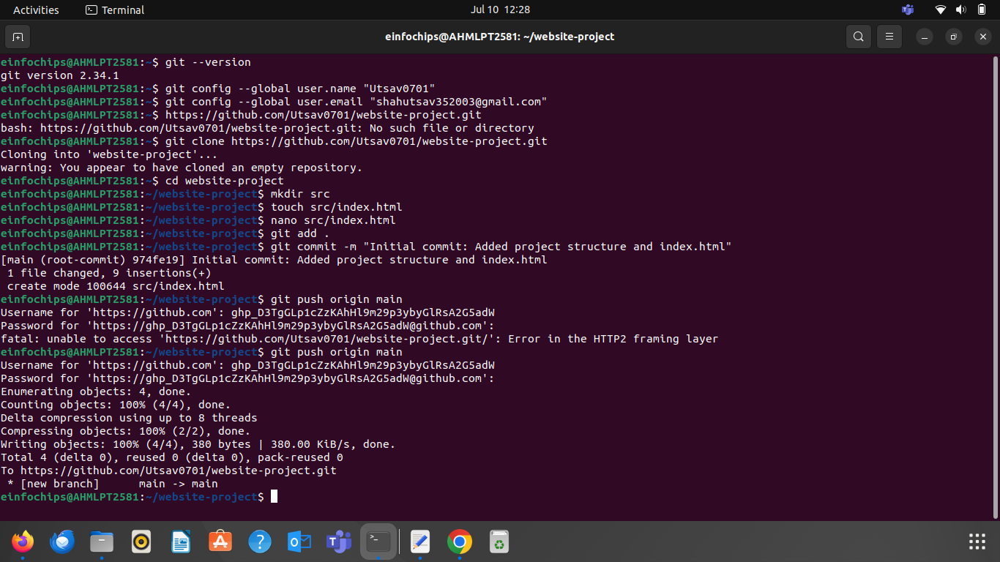 Activities
Terminal
Jul 10 12:28
einfochips@AHMLPT2581: ~/website-project
einfochips@AHMLPT2581:~$ git --version
git version 2.34.1
einfochips@AHMLPT2581:~$ git config --global user.name "Utsav0701"
einfochips@AHMLPT2581:~$ git config --global user.email "shahutsav352003@gmail.com"
einfochips@AHMLPT2581:~$ https://github.com/Utsav0701/website-project.git
bash: https://github.com/Utsav0701/website-project.git: No such file or directory
einfochips@AHMLPT2581:~$ git clone https://github.com/Utsav0701/website-project.git
Cloning into 'website-project'...
warning: You appear to have cloned an empty repository.
einfochips@AHMLPT2581:~$ cd website-project
einfochips@AHMLPT2581:~/website-project$ mkdir src
einfochips@AHMLPT2581:~/website-project$ touch src/index.html
einfochips@AHMLPT2581:~/website-project$ nano src/index.html
einfochips@AHMLPT2581:~/website-project$ git add .
einfochips@AHMLPT2581:~/website-project$ git commit -m "Initial commit: Added project structure and index.html"
[main (root-commit) 974fe19] Initial commit: Added project structure and index.html
 1 file changed, 9 insertions(+)
 create mode 100644 src/index.html
einfochips@AHMLPT2581:~/website-project$ git push origin main
Username for 'https://github.com': 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
Password for 'https://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@github.com':
fatal: unable to access 'https://github.com/Utsav0701/website-project.git/': Error in the HTTP2 framing layer
einfochips@AHMLPT2581:~/website-project$ git push origin main
Username for 'https://github.com': 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
Password for 'https://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@github.com':
Enumerating objects: 4, done.
Counting objects: 100% (4/4), done.
Delta compression using up to 8 threads
Compressing objects: 100% (2/2), done.
Writing objects: 100% (4/4), 380 bytes | 380.00 KiB/s, done.
Total 4 (delta 0), reused 0 (delta 0), pack-reused 0
To https://github.com/Utsav0701/website-project.git
 * [new branch]      main -> main
einfochips@AHMLPT2581:~/website-project$